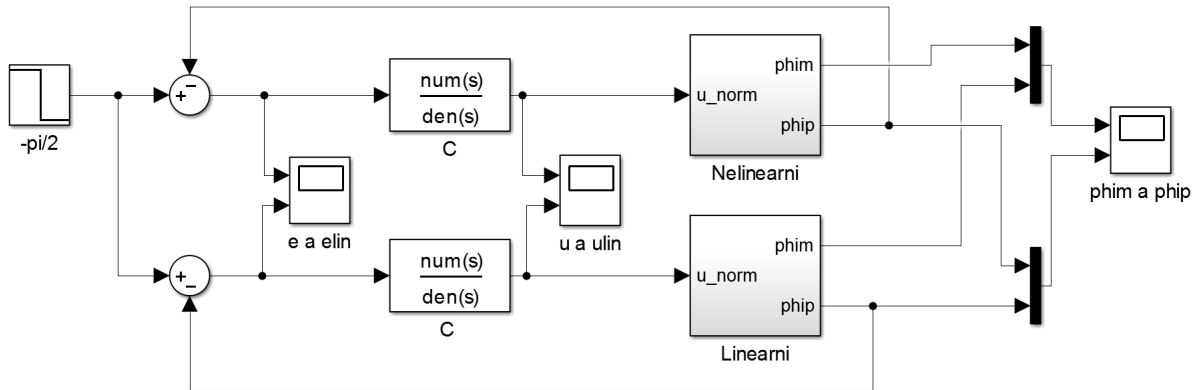 -pi/2
−
+
num(s)
den(s)
C
u_norm
phim
phip
Nelinearni
e a elin
u a ulin
phim a phip
+
−
num(s)
den(s)
C
u_norm
phim
phip
Linearni